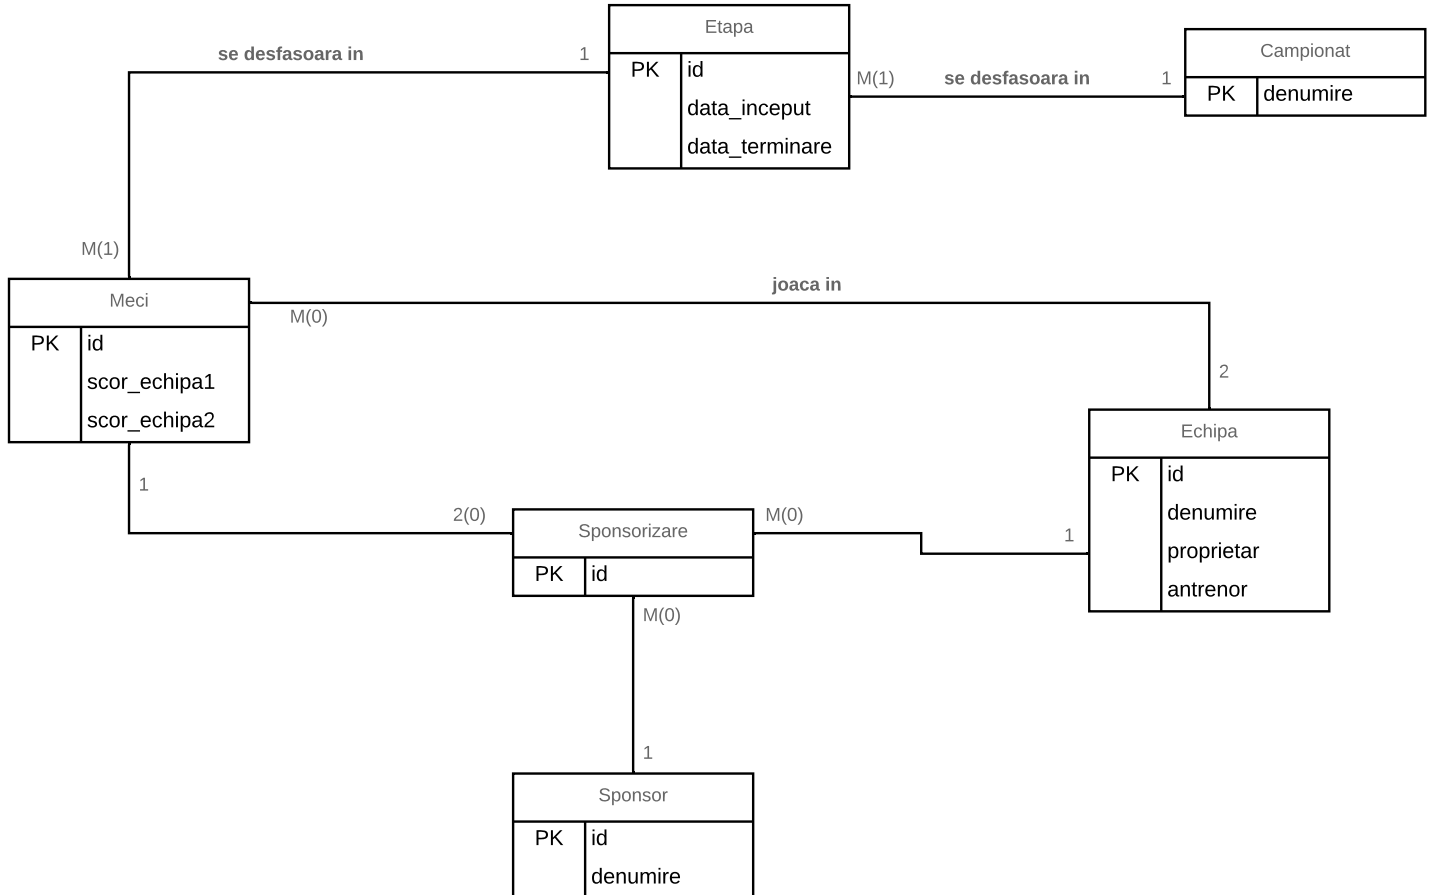 Etapa
PK id
data_inceput
data_terminare
Campionat
PK denumire
se desfasoara in
1
M(1)
se desfasoara in
1
M(1)
Meci
PK id
scor_echipa1
scor_echipa2
joaca in
M(0)
2
Echipa
PK id
denumire
proprietar
antrenor
1
2(0)
Sponsorizare
PK id
M(0)
1
M(0)
1
Sponsor
PK id
denumire